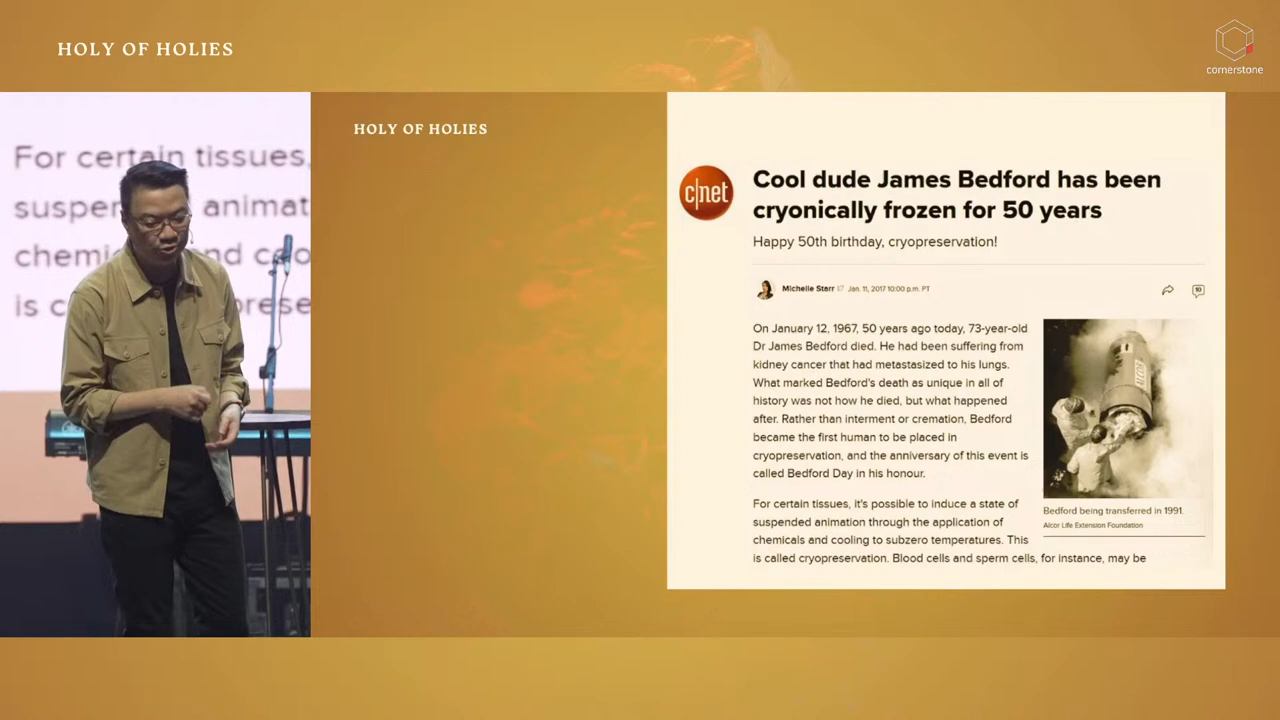 HOLY OF HOLIES
cornerstone
For certain tissues,
suspen animat
chemi nd coo
is c prese
HOLY OF HOLIES
c|net
Cool dude James Bedford has been
cryonically frozen for 50 years
Happy 50th birthday, cryopreservation!
Michelle Starr Jan. 11, 2017 10:00 p.m. PT
10
On January 12, 1967, 50 years ago today, 73-year-old
Dr James Bedford died. He had been suffering from
kidney cancer that had metastasized to his lungs.
What marked Bedford's death as unique in all of
history was not how he died, but what happened
after. Rather than interment or cremation, Bedford
became the first human to be placed in
cryopreservation, and the anniversary of this event is
called Bedford Day in his honour.
Bedford being transferred in 1991.
Alcor Life Extension Foundation
For certain tissues, it's possible to induce a state of
suspended animation through the application of
chemicals and cooling to subzero temperatures. This
is called cryopreservation. Blood cells and sperm cells, for instance, may be